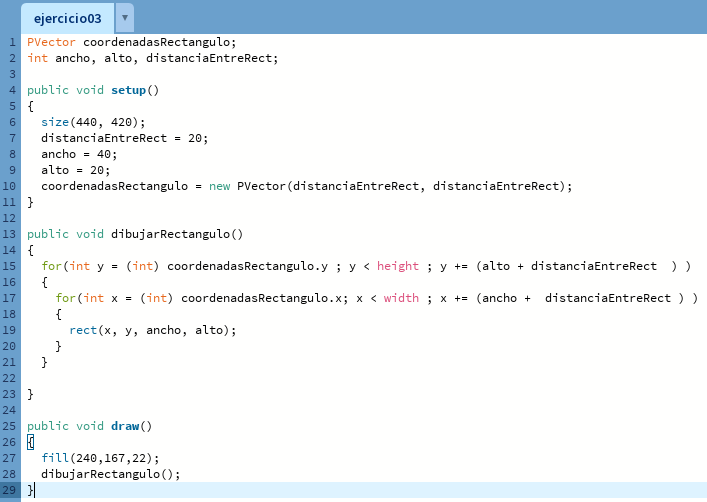 ejercicio03 ▼
1 PVector coordenadasRectangulo;
2 int ancho, alto, distanciaEntreRect;
3
4 public void setup()
5 {
6   size(440, 420);
7   distanciaEntreRect = 20;
8   ancho = 40;
9   alto = 20;
10   coordenadasRectangulo = new PVector(distanciaEntreRect, distanciaEntreRect);
11 }
12
13 public void dibujarRectangulo()
14 {
15   for(int y = (int) coordenadasRectangulo.y ; y < height ; y += (alto + distanciaEntreRect  ) )
16   {
17     for(int x = (int) coordenadasRectangulo.x; x < width ; x += (ancho +  distanciaEntreRect ) )
18     {
19       rect(x, y, ancho, alto);
20     }
21   }
22
23 }
24
25 public void draw()
26 {
27   fill(240,167,22);
28   dibujarRectangulo();
29 }